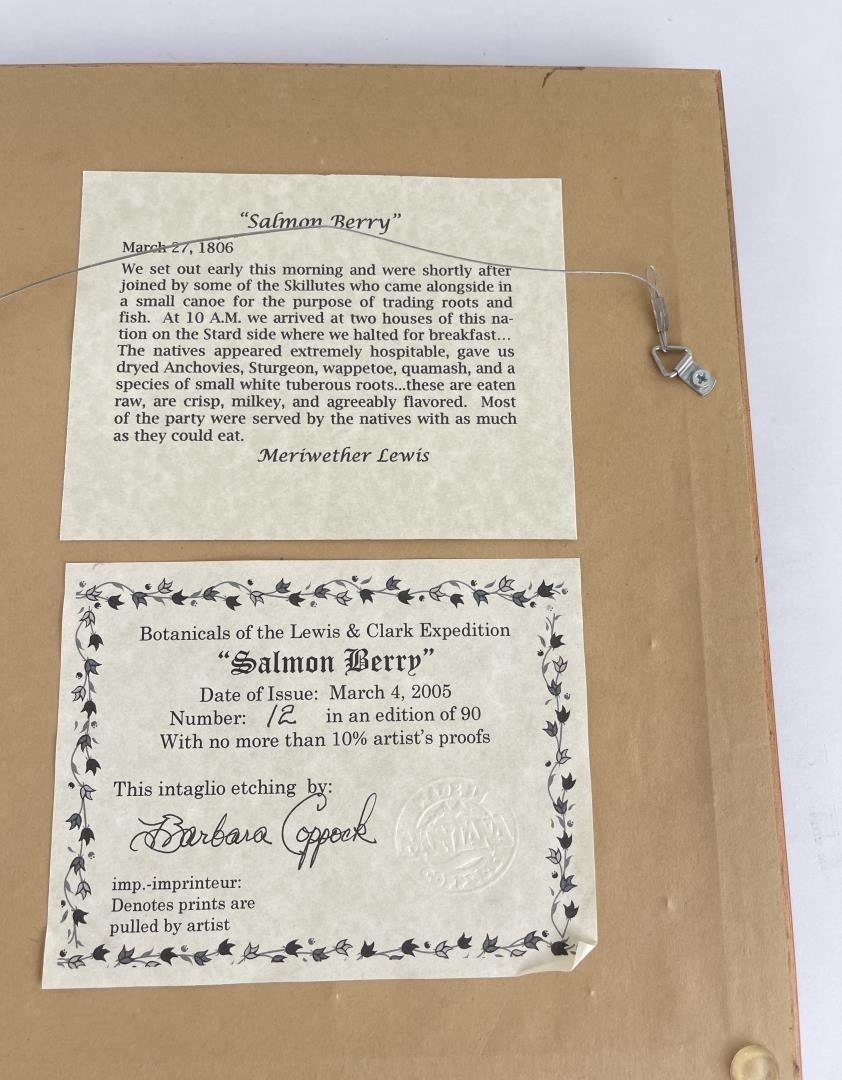 “Salmon Berry”
March 27, 1806
We set out early this morning and were shortly after
joined by some of the Skillutes who came alongside in
a small canoe for the purpose of trading roots and
fish. At 10 A.M. we arrived at two houses of this na-
tion on the Stard side where we halted for breakfast...
The natives appeared extremely hospitable, gave us
dryed Anchovies, Sturgeon, wappetoe, quamash, and a
species of small white tuberous roots...these are eaten
raw, are crisp, milkey, and agreeably flavored. Most
of the party were served by the natives with as much
as they could eat.
Meriwether Lewis
Botanicals of the Lewis & Clark Expedition
“Salmon Berry”
Date of Issue: March 4, 2005
Number: 12 in an edition of 90
With no more than 10% artist’s proofs
This intaglio etching by:
Barbara Coppock
MADE IN
MONTANA
imp.-imprinteur:
Denotes prints are
pulled by artist